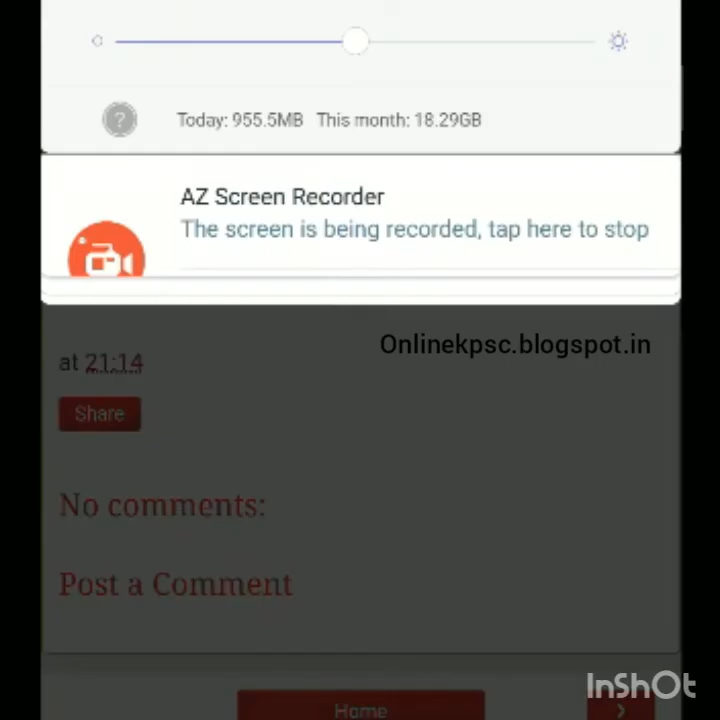 Today: 955.5MB This month: 18.29GB
AZ Screen Recorder
The screen is being recorded, tap here to stop
Onlinekpsc.blogspot.in
at 21:14
Share
No comments:
Post a Comment
InShOt
Home